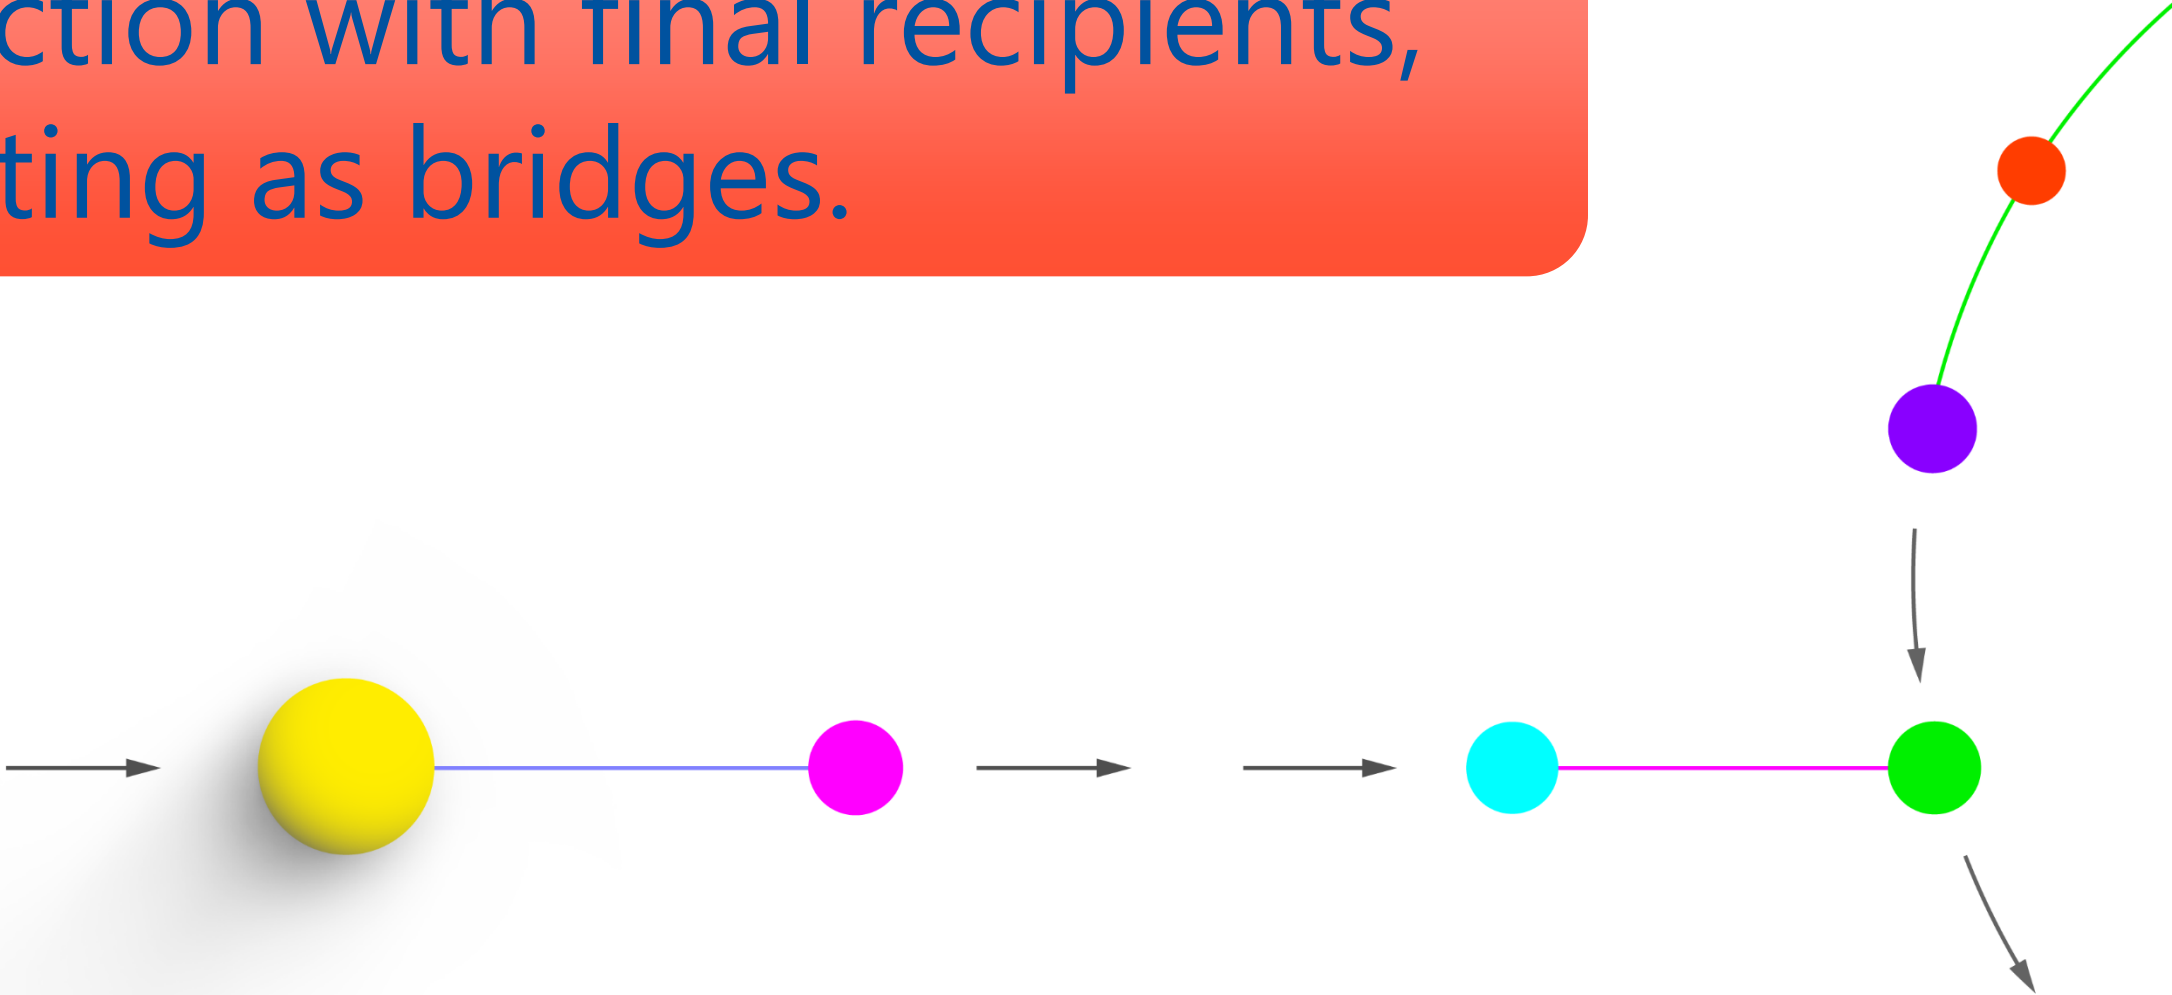 ction with final recipients,
ting as bridges.